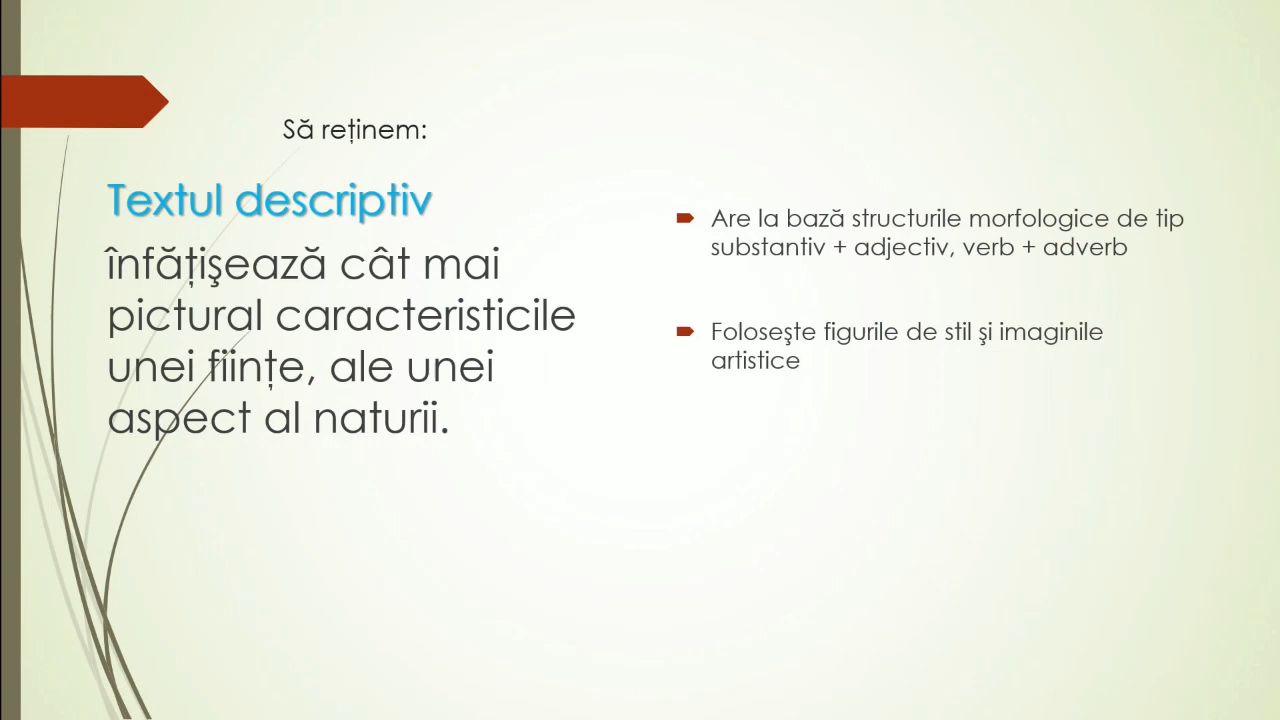 Să reținem:
Textul descriptiv
înfățişează cât mai
pictural caracteristicile
unei ființe, ale unei
aspect al naturii.
Are la bază structurile morfologice de tip
substantiv + adjectiv, verb + adverb
Foloseşte figurile de stil şi imaginile
artistice